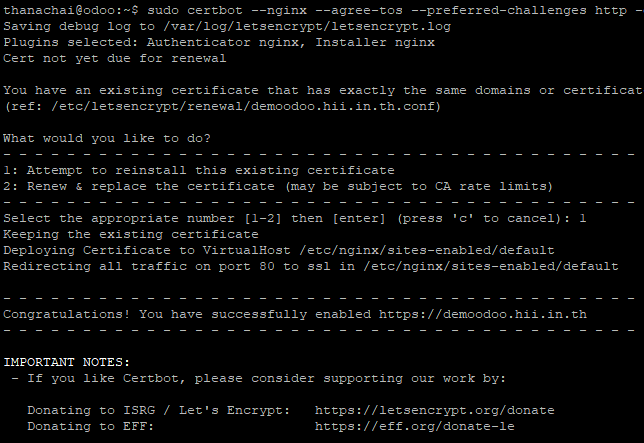 thanachai@odoo:~$ sudo certbot --nginx --agree-tos --preferred-challenges http -
Saving debug log to /var/log/letsencrypt/letsencrypt.log
Plugins selected: Authenticator nginx, Installer nginx
Cert not yet due for renewal
You have an existing certificate that has exactly the same domains or certificat
(ref: /etc/letsencrypt/renewal/demoodoo.hii.in.th.conf)
What would you like to do?
- - - - - - - - - - - - - - - - - - - - - - - - - - - - - - - - - - - - - - - -
1: Attempt to reinstall this existing certificate
2: Renew & replace the certificate (may be subject to CA rate limits)
- - - - - - - - - - - - - - - - - - - - - - - - - - - - - - - - - - - - - - - -
Select the appropriate number [1-2] then [enter] (press 'c' to cancel): 1
Keeping the existing certificate
Deploying Certificate to VirtualHost /etc/nginx/sites-enabled/default
Redirecting all traffic on port 80 to ssl in /etc/nginx/sites-enabled/default
- - - - - - - - - - - - - - - - - - - - - - - - - - - - - - - - - - - - - - - -
Congratulations! You have successfully enabled https://demoodoo.hii.in.th
- - - - - - - - - - - - - - - - - - - - - - - - - - - - - - - - - - - - - - - -
IMPORTANT NOTES:
- If you like Certbot, please consider supporting our work by:
Donating to ISRG / Let's Encrypt: https://letsencrypt.org/donate
Donating to EFF: https://eff.org/donate-le